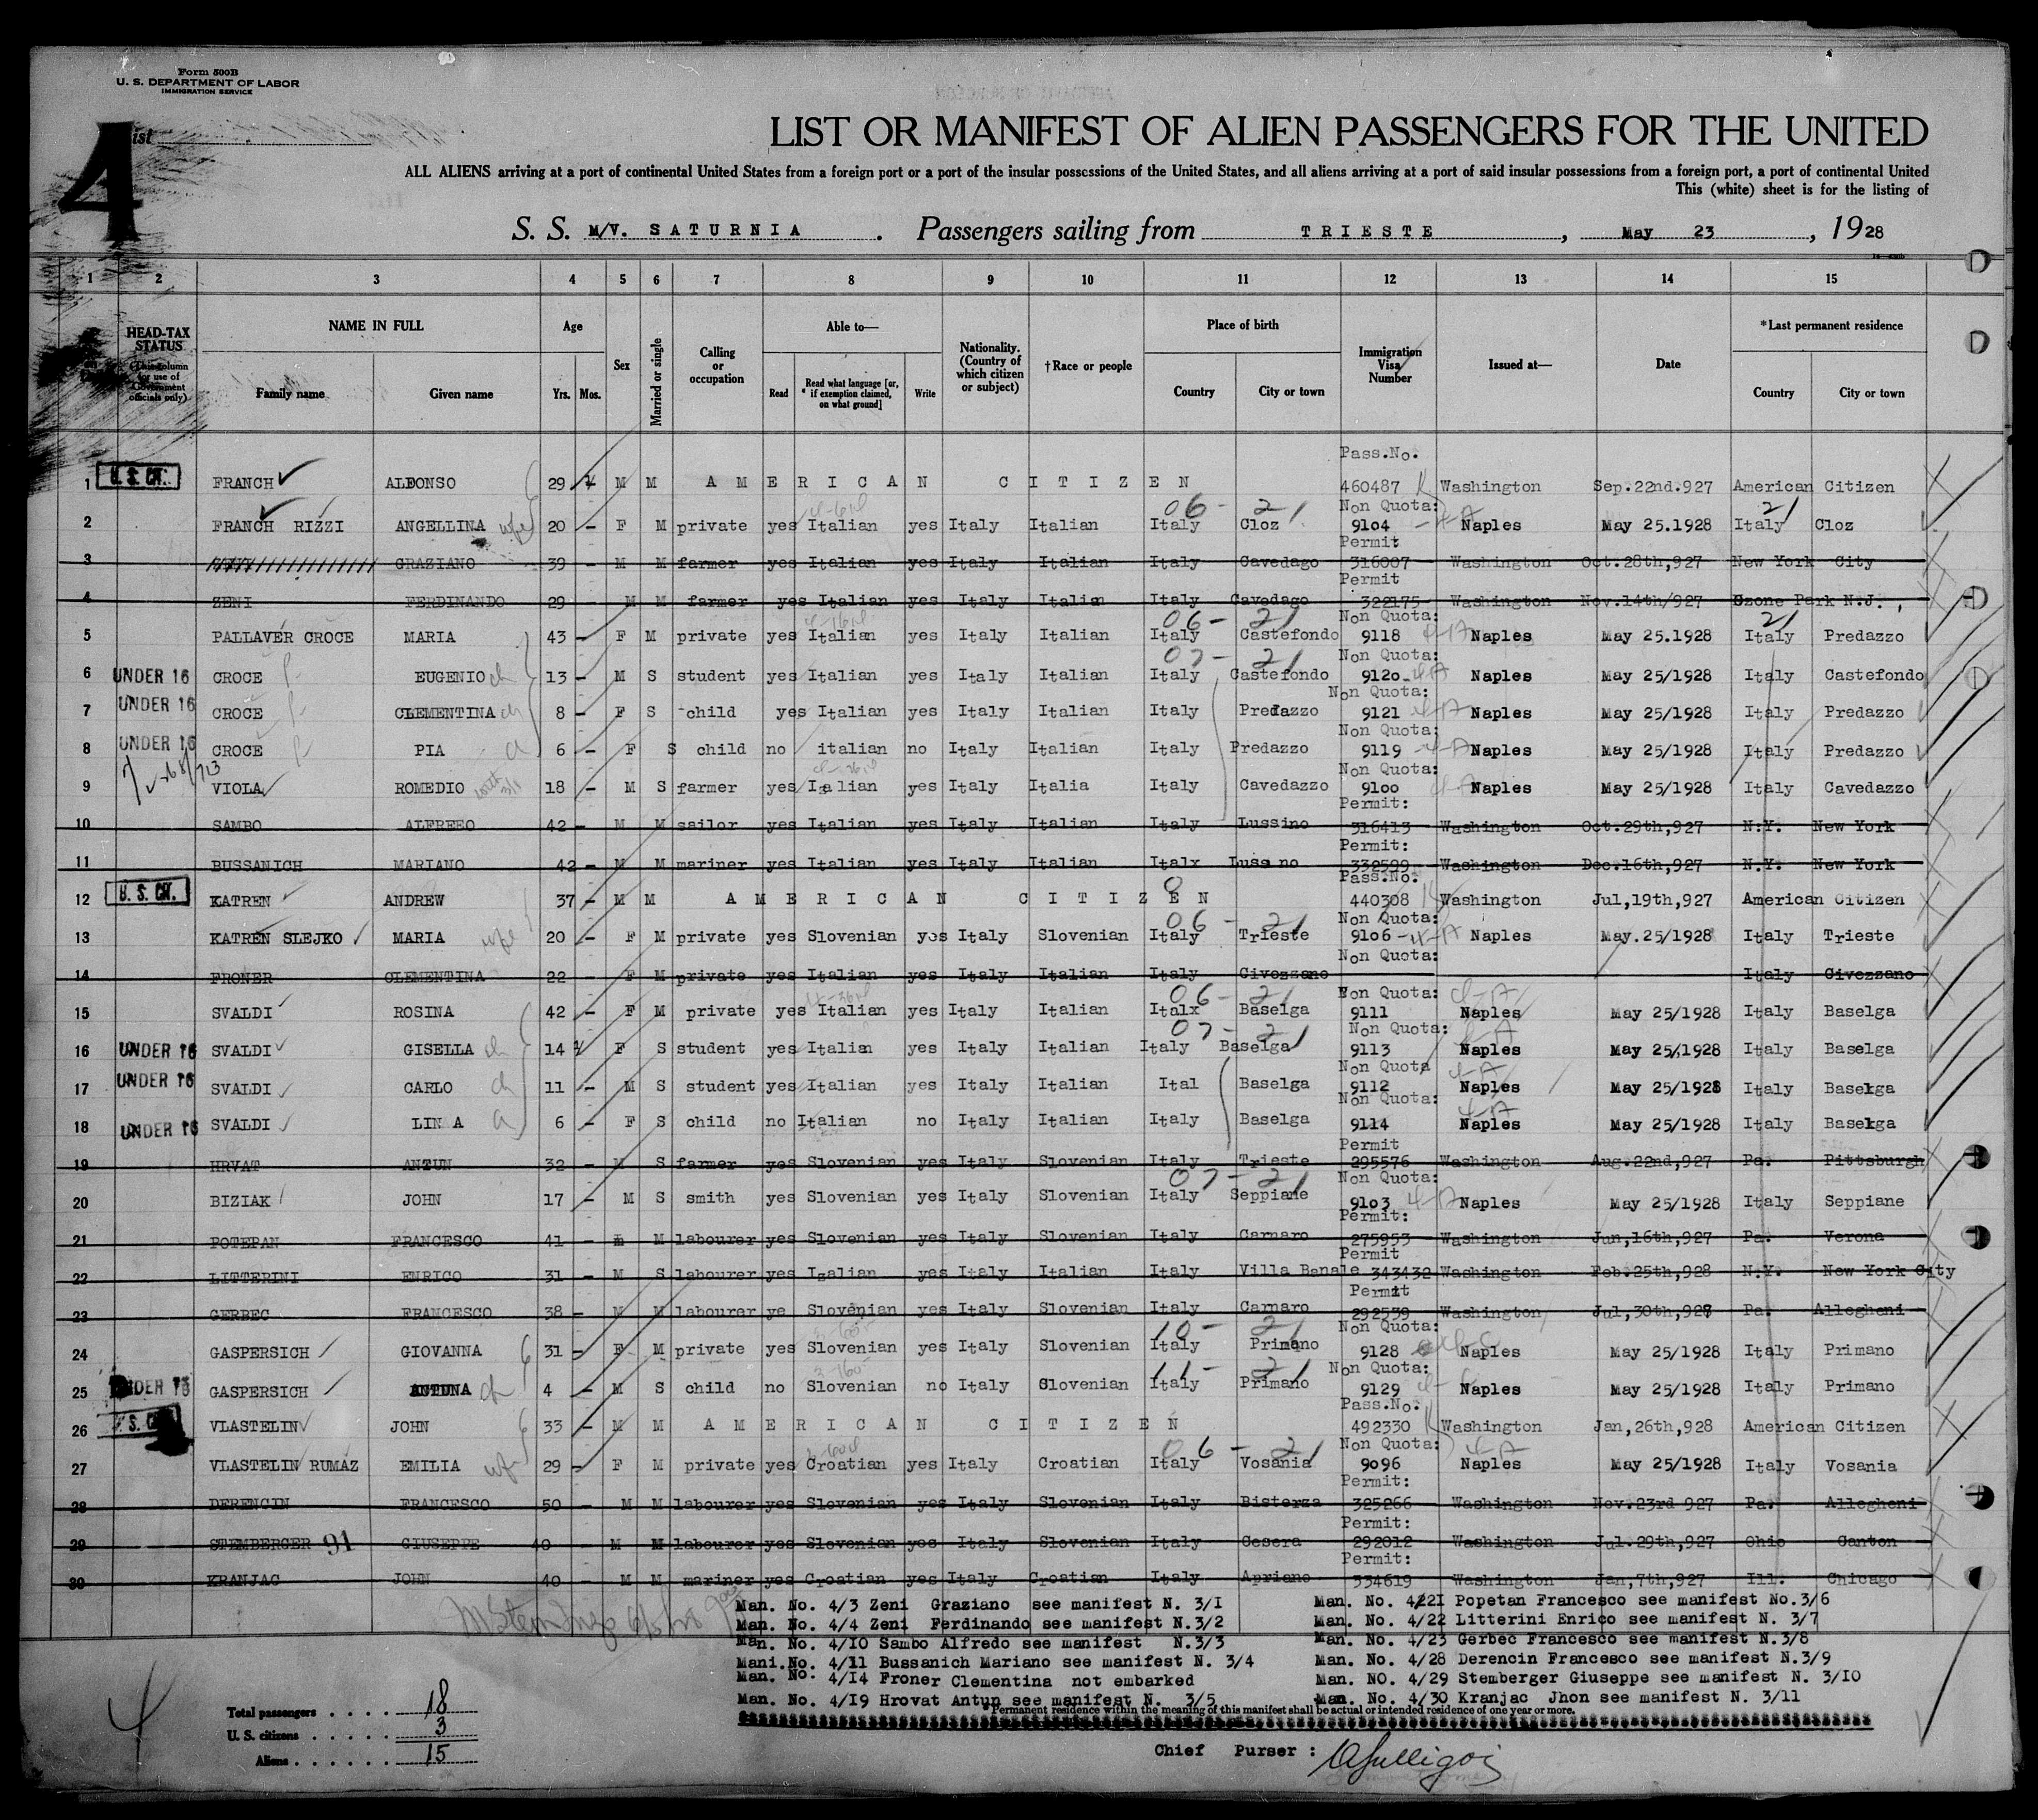 Form 500B
U. S. DEPARTMENT OF LABOR
IMMIGRATION SERVICE
4
LIST OR MANIFEST OF ALIEN PASSENGERS FOR THE UNITED
ALL ALIENS arriving at a port of continental United States from a foreign port or a port of the insular possessions of the United States, and all aliens arriving at a port of said insular possessions from a foreign port, a port of continental United
This (white) sheet is for the listing of
S. S. M/V. SATURNIA . Passengers sailing from TRIESTE , May 23 , 1928
1 2 3 4 5 6 7 8 9 10 11 12 13 14 15
HEAD-TAX STATUS (This column for use of Government officials only) NAME IN FULL Family name Given name Age Yrs. Mos. Sex Married or single Calling or occupation Able to— Read Read what language [or, if exemption claimed, on what ground] Write Nationality. (Country of which citizen or subject) †Race or people Place of birth Country City or town Immigration Visa Number Issued at— Date *Last permanent residence Country City or town
Pass.No.
1 U. S. CIT. FRANCH ALFONSO 29 M M AMERICAN CITIZEN 460487 Washington Sep.22nd.927 American Citizen
Non Quota:
2 FRANCH RIZZI ANGELLINA wife 20 - F M private yes Italian yes Italy Italian Italy Cloz 9104 Naples May 25.1928 Italy Cloz
Permit
3 GRAZIANO 39 - M M farmer yes Italian yes Italy Italian Italy Cavedago 316007 Washington Oct.28th,927 New York City
Permit
4 ZENI FERDINANDO 29 M M farmer yes Italian yes Italy Italian Italy Cavedago 322175 Washington Nov.14th/927 Ozone Park N.J.
Non Quota:
5 PALLAVER CROCE MARIA 43 - F M private yes Italian yes Italy Italian Italy Castefondo 9118 Naples May 25.1928 Italy Predazzo
Non Quota:
6 UNDER 16 CROCE EUGENIO ch 13 - M S student yes Italian yes Italy Italian Italy Castefondo 9120 Naples May 25/1928 Italy Castefondo
Non Quota:
7 UNDER 16 CROCE CLEMENTINA ch 8 - F S child yes Italian yes Italy Italian Italy Predazzo 9121 Naples May 25/1928 Italy Predazzo
Non Quota:
8 UNDER 16 CROCE PIA 6 - F S child no italian no Italy Italian Italy Predazzo 9119 Naples May 25/1928 Italy Predazzo
Non Quota:
9 VIOLA ROMEDIO 18 - M S farmer yes Italian yes Italy Italia Italy Cavedazzo 9100 Naples May 25/1928 Italy Cavedazzo
Permit:
10 SAMBO ALFREEO 42 - M M sailor yes Italian yes Italy Italian Italy Lussino 316413 Washington Oct.29th,927 N.Y. New York
Permit:
11 BUSSANICH MARIANO 42 - M M mariner yes Italian yes Italy Italian Italx Luss no 332599 Washington Dec.16th,927 N.Y. New York
Pass.No.
12 U. S. CIT. KATREN ANDREW 37 - M M AMERICAN CITIZEN 440308 Washington Jul,19th,927 American Citizen
Non Quota:
13 KATREN SLEJKO MARIA wife 20 - F M private yes Slovenian yes Italy Slovenian Italy Trieste 9106 Naples May.25/1928 Italy Trieste
Non Quota:
14 FRONER CLEMENTINA 22 - F M private yes Italian yes Italy Italian Italy Civezzano Italy Civezzano
Non Quota:
15 SVALDI ROSINA 42 - F M private yes Italian yes Italy Italian Italx Baselga 9111 Naples May 25/1928 Italy Baselga
Non Quota:
16 UNDER 16 SVALDI GISELLA ch 14 F S student yes Italian yes Italy Italian Italy Baselga 9113 Naples May 25/1928 Italy Baselga
Non Quota
17 UNDER 16 SVALDI CARLO ch 11 - M S student yes Italian yes Italy Italian Ital Baselga 9112 Naples May 25/1928 Italy Baselga
Non Quota:
18 UNDER 16 SVALDI LINA 6 - F S child no Italian no Italy Italian Italy Baselga 9114 Naples May 25/1928 Italy Baselga
Permit
19 HRVAT ANTUN 32 - M S farmer yes Slovenian yes Italy Slovenian Italy Trieste 295576 Washington Aug.22nd,927 Pa. Pittsburgh
Non Quota:
20 BIZIAK JOHN 17 - M S smith yes Slovenian yes Italy Slovenian Italy Seppiane 9103 Naples May 25/1928 Italy Seppiane
Permit:
21 POTEPAN FRANCESCO 41 - M M labourer yes Slovenian yes Italy Slovenian Italy Carnaro 275953 Washington Jun,16th,927 Pa. Verona
Permit
22 LITTERINI ENRICO 31 - M S labourer yes Igalian yes Italy Italian Italy Villa Banale 343432 Washington Feb.25th,928 N.Y. New York City
Permit
23 GERBEC FRANCESCO 38 - M M labourer ye Slovenian yes Italy Slovenian Italy Carnaro 292539 Washington Jul,30th,927 Pa. Allegheni
Non Quota:
24 GASPERSICH GIOVANNA 31 - F M private yes Slovenian yes Italy Slovenian Italy Primano 9128 Naples May 25/1928 Italy Primano
Non Quota:
25 UNDER 16 GASPERSICH ANTUNA ch 4 - M S child no Slovenian no Italy Slovenian Italy Primano 9129 Naples May 25/1928 Italy Primano
Pass.No.
26 U. S. CIT. VLASTELIN JOHN 33 - M M AMERICAN CITIZEN 492330 Washington Jan,26th,928 American Citizen
Non Quota:
27 VLASTELIN RUMAZ EMILIA wife 29 - F M private yes Croatian yes Italy Croatian Italy Vosania 9096 Naples May 25/1928 Italy Vosania
Permit:
28 DERENCIN FRANCESCO 50 - M M labourer yes Slovenian yes Italy Slovenian Italy Bisterza 325266 Washington Nov.23rd 927 Pa. Allegheni
Permit:
29 STEMBERGER 91 GIUSEPPE 40 - M M labourer yes Slovenian yes Italy Slovenian Italy Cesera 292012 Washington Jul.29th,927 Ohio Canton
Permit:
30 KRANJAC JOHN 40 - M M mariner yes Croatian yes Italy Croatian Italy Apriano 334619 Washington Jan,7th,927 Ill. Chicago
Man. No. 4/3 Zeni Graziano see manifest N. 3/I Man. No. 4/22I Popetan Francesco see manifest No.3/6
Man. No. 4/4 Zeni Ferdinando see manifest N.3/2 Man. No. 4/22 Litterini Enrico see manifest N. 3/7
Man. No. 4/IO Sambo Alfredo see manifest N.3/3 Man. No. 4/23 Gerbec Francesco see manifest N.3/8
Mani.No. 4/11 Bussanich Mariano see manifest N. 3/4 Man. No. 4/28 Derencin Francesco see manifest N.3/9
Man. No. 4/I4 Froner Clementina not embarked Man. NO. 4/29 Stemberger Giuseppe see manifest N. 3/IO
Man. No. 4/I9 Hrovat Antun see manifest N. 3/5 Man. No. 4/30 Kranjac Jhon see manifest N. 3/11
*Permanent residence within the meaning of this manifest shall be actual or intended residence of one year or more.
Total passengers . . . . 18
U. S. citizens . . . . . 3
Aliens . . . . . . 15
Chief Purser :